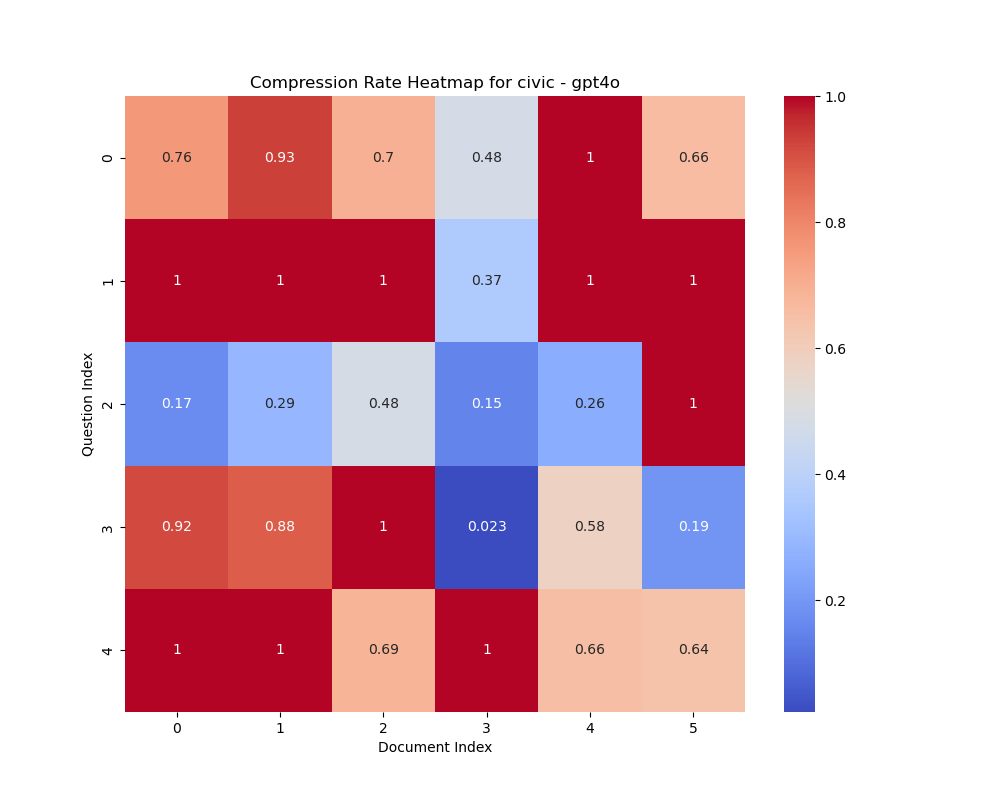 Compression Rate Heatmap for civic - gpt4o
0 0.76 0.93 0.7 0.48 1 0.66
1 1 1 1 0.37 1 1
2 0.17 0.29 0.48 0.15 0.26 1
3 0.92 0.88 1 0.023 0.58 0.19
4 1 1 0.69 1 0.66 0.64
0 1 2 3 4 5
Document Index
Question Index
1.0
0.8
0.6
0.4
0.2